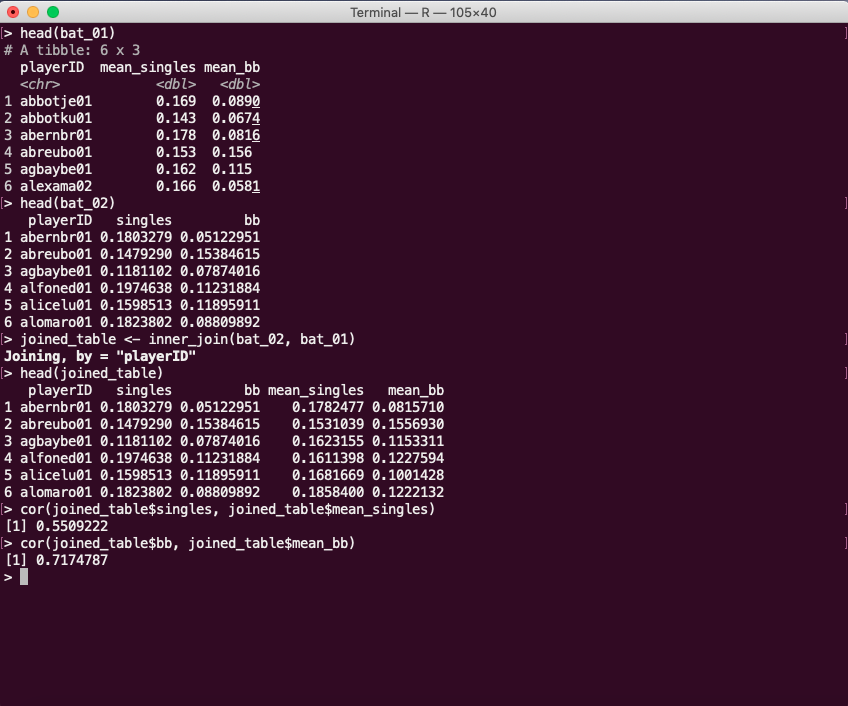 Terminal — R — 105×40
[> head(bat_01)                                                                                          ]
# A tibble: 6 x 3
  playerID  mean_singles mean_bb
  <chr>            <dbl>   <dbl>
1 abbotje01        0.169  0.0890
2 abbotku01        0.143  0.0674
3 abernbr01        0.178  0.0816
4 abreubo01        0.153  0.156
5 agbaybe01        0.162  0.115
6 alexama02        0.166  0.0581
[> head(bat_02)                                                                                          ]
   playerID   singles         bb
1 abernbr01 0.1803279 0.05122951
2 abreubo01 0.1479290 0.15384615
3 agbaybe01 0.1181102 0.07874016
4 alfoned01 0.1974638 0.11231884
5 alicelu01 0.1598513 0.11895911
6 alomaro01 0.1823802 0.08809892
[> joined_table <- inner_join(bat_02, bat_01)                                                            ]
Joining, by = "playerID"
[> head(joined_table)                                                                                    ]
   playerID   singles         bb mean_singles   mean_bb
1 abernbr01 0.1803279 0.05122951    0.1782477 0.0815710
2 abreubo01 0.1479290 0.15384615    0.1531039 0.1556930
3 agbaybe01 0.1181102 0.07874016    0.1623155 0.1153311
4 alfoned01 0.1974638 0.11231884    0.1611398 0.1227594
5 alicelu01 0.1598513 0.11895911    0.1681669 0.1001428
6 alomaro01 0.1823802 0.08809892    0.1858400 0.1222132
[> cor(joined_table$singles, joined_table$mean_singles)                                                  ]
[1] 0.5509222
[> cor(joined_table$bb, joined_table$mean_bb)                                                            ]
[1] 0.7174787
>